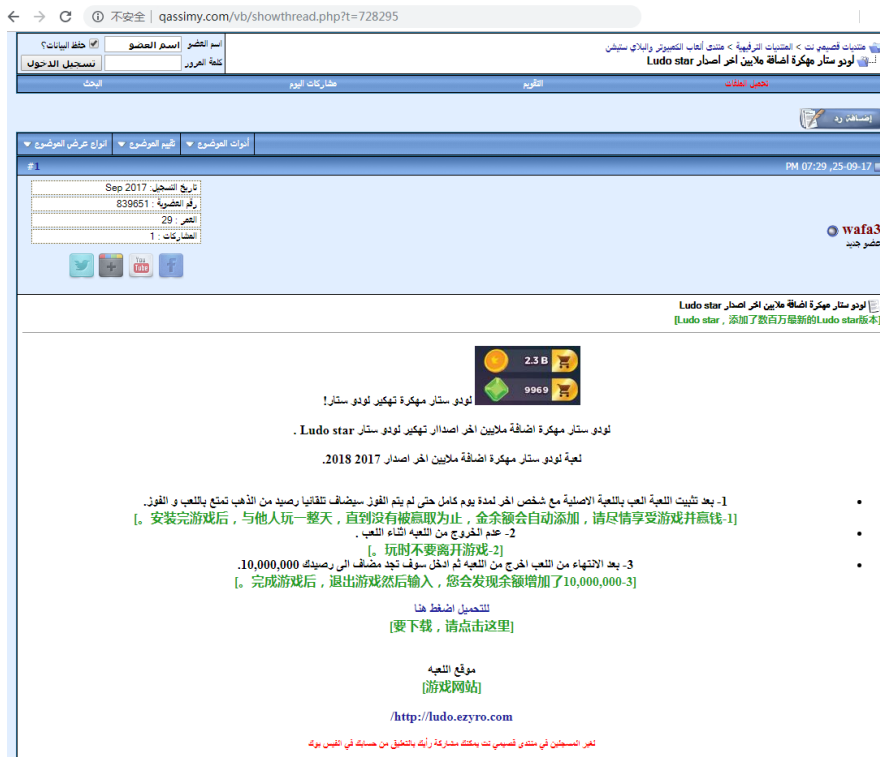 不安全 | qassimy.com/vb/showthread.php?t=728295
منتديات قصيمي نت > المنتديات الترفيهية > منتدى ألعاب الكمبيوتر والبلاي ستيشن
لودو ستار مهكرة اضافة ملايين اخر اصدار Ludo star
اسم العضو
اسم العضو
حفظ البيانات؟
كلمة المرور
تسجيل الدخول
تحميل الملفات
التقويم
مشاركات اليوم
البحث
إضافة رد
أدوات الموضوع
تقييم الموضوع
انواع عرض الموضوع
25-09-17, 07:29 PM
#1
wafa3
عضو جديد
تاريخ التسجيل: Sep 2017
رقم العضوية : 839651
العمر : 29
المشاركات : 1
You Tube
لودو ستار مهكرة اضافة ملايين اخر اصدار Ludo star
[Ludo star，添加了数百万最新的Ludo star版本]
2.3 B
9969
لودو ستار مهكرة تهكير لودو ستار!
لودو ستار مهكرة اضافة ملايين اخر اصداار تهكير لودو ستار Ludo star .
لعبة لودو ستار مهكرة اضافة ملايين اخر اصدار 2017 2018.
1- بعد تثبيت اللعبة العب باللعبة الاصلية مع شخص اخر لمدة يوم كامل حتى لم يتم الفوز سيضاف تلقانيا رصيد من الذهب تمتع باللعب و الفوز.
[。安装完游戏后，与他人玩一整天，直到没有被赢取为止，金余额会自动添加，请尽情享受游戏并赢钱-1]
2- عدم الخروج من اللعبه اثناء اللعب .
[。玩时不要离开游戏-2]
3- بعد الانتهاء من اللعب اخرج من اللعبه ثم ادخل سوف تجد مضاف الى رصيدك 10,000,000.
[。完成游戏后，退出游戏然后输入，您会发现余额增加了10,000,000-3]
للتحميل اضغط هنا
[要下载，请点击这里]
موقع اللعبه
[游戏网站]
/http://ludo.ezyro.com
لغير المسجلين في منتدى قصيمي نت يمكنك مشاركة رأيك بالتعليق من حسابك في الفيس بوك